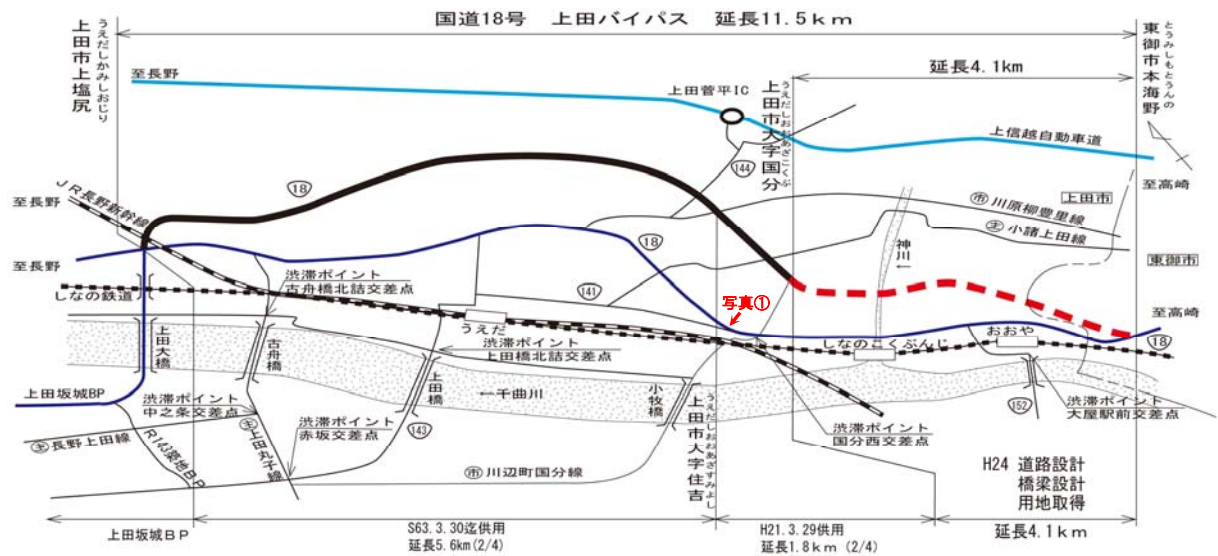 国道18号 上田バイパス 延長11.5km
上田市上塩尻
うえだしかみしおじり
東御市本海野
とうみしもとうんの
延長4.1km
至長野
上田菅平IC
上田市大字国分
うえだしおおあざこくぶ
上信越自動車道
144
18
至高崎
JR長野新幹線
至長野
市 川原柳豊里線
上田市
主 小諸上田線
18
神川
↓
東御市
至長野
渋滞ポイント
古舟橋北詰交差点
141
写真①
しなの鉄道
うえだ
至高崎
18
しなのこくぶんじ
おおや
上田大橋
古舟橋
渋滞ポイント
上田橋北詰交差点
上田橋
←千曲川
小牧橋
上田坂城BP
渋滞ポイント
中之条交差点
渋滞ポイント
赤坂交差点
143
上田市大字住吉
うえだしおおあざすみよし
152
渋滞ポイント
大屋駅前交差点
渋滞ポイント
国分西交差点
主 長野上田線
R143築地BP
主 上田丸子線
市 川辺町国分線
H24 道路設計
橋梁設計
用地取得
上田坂城BP
S63.3.30迄供用
延長5.6km(2/4)
H21.3.29供用
延長1.8km (2/4)
延長4.1km